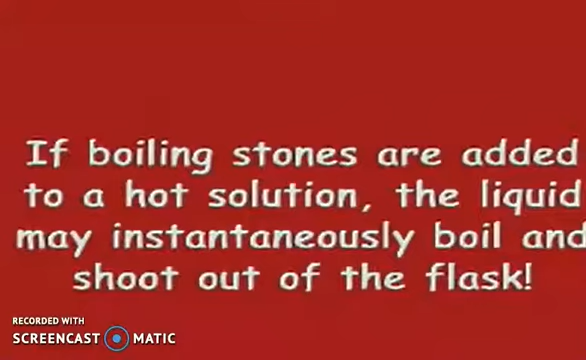 If boiling stones are added
to a hot solution, the liquid
may instantaneously boil and
shoot out of the flask!
RECORDED WITH
SCREENCAST MATIC